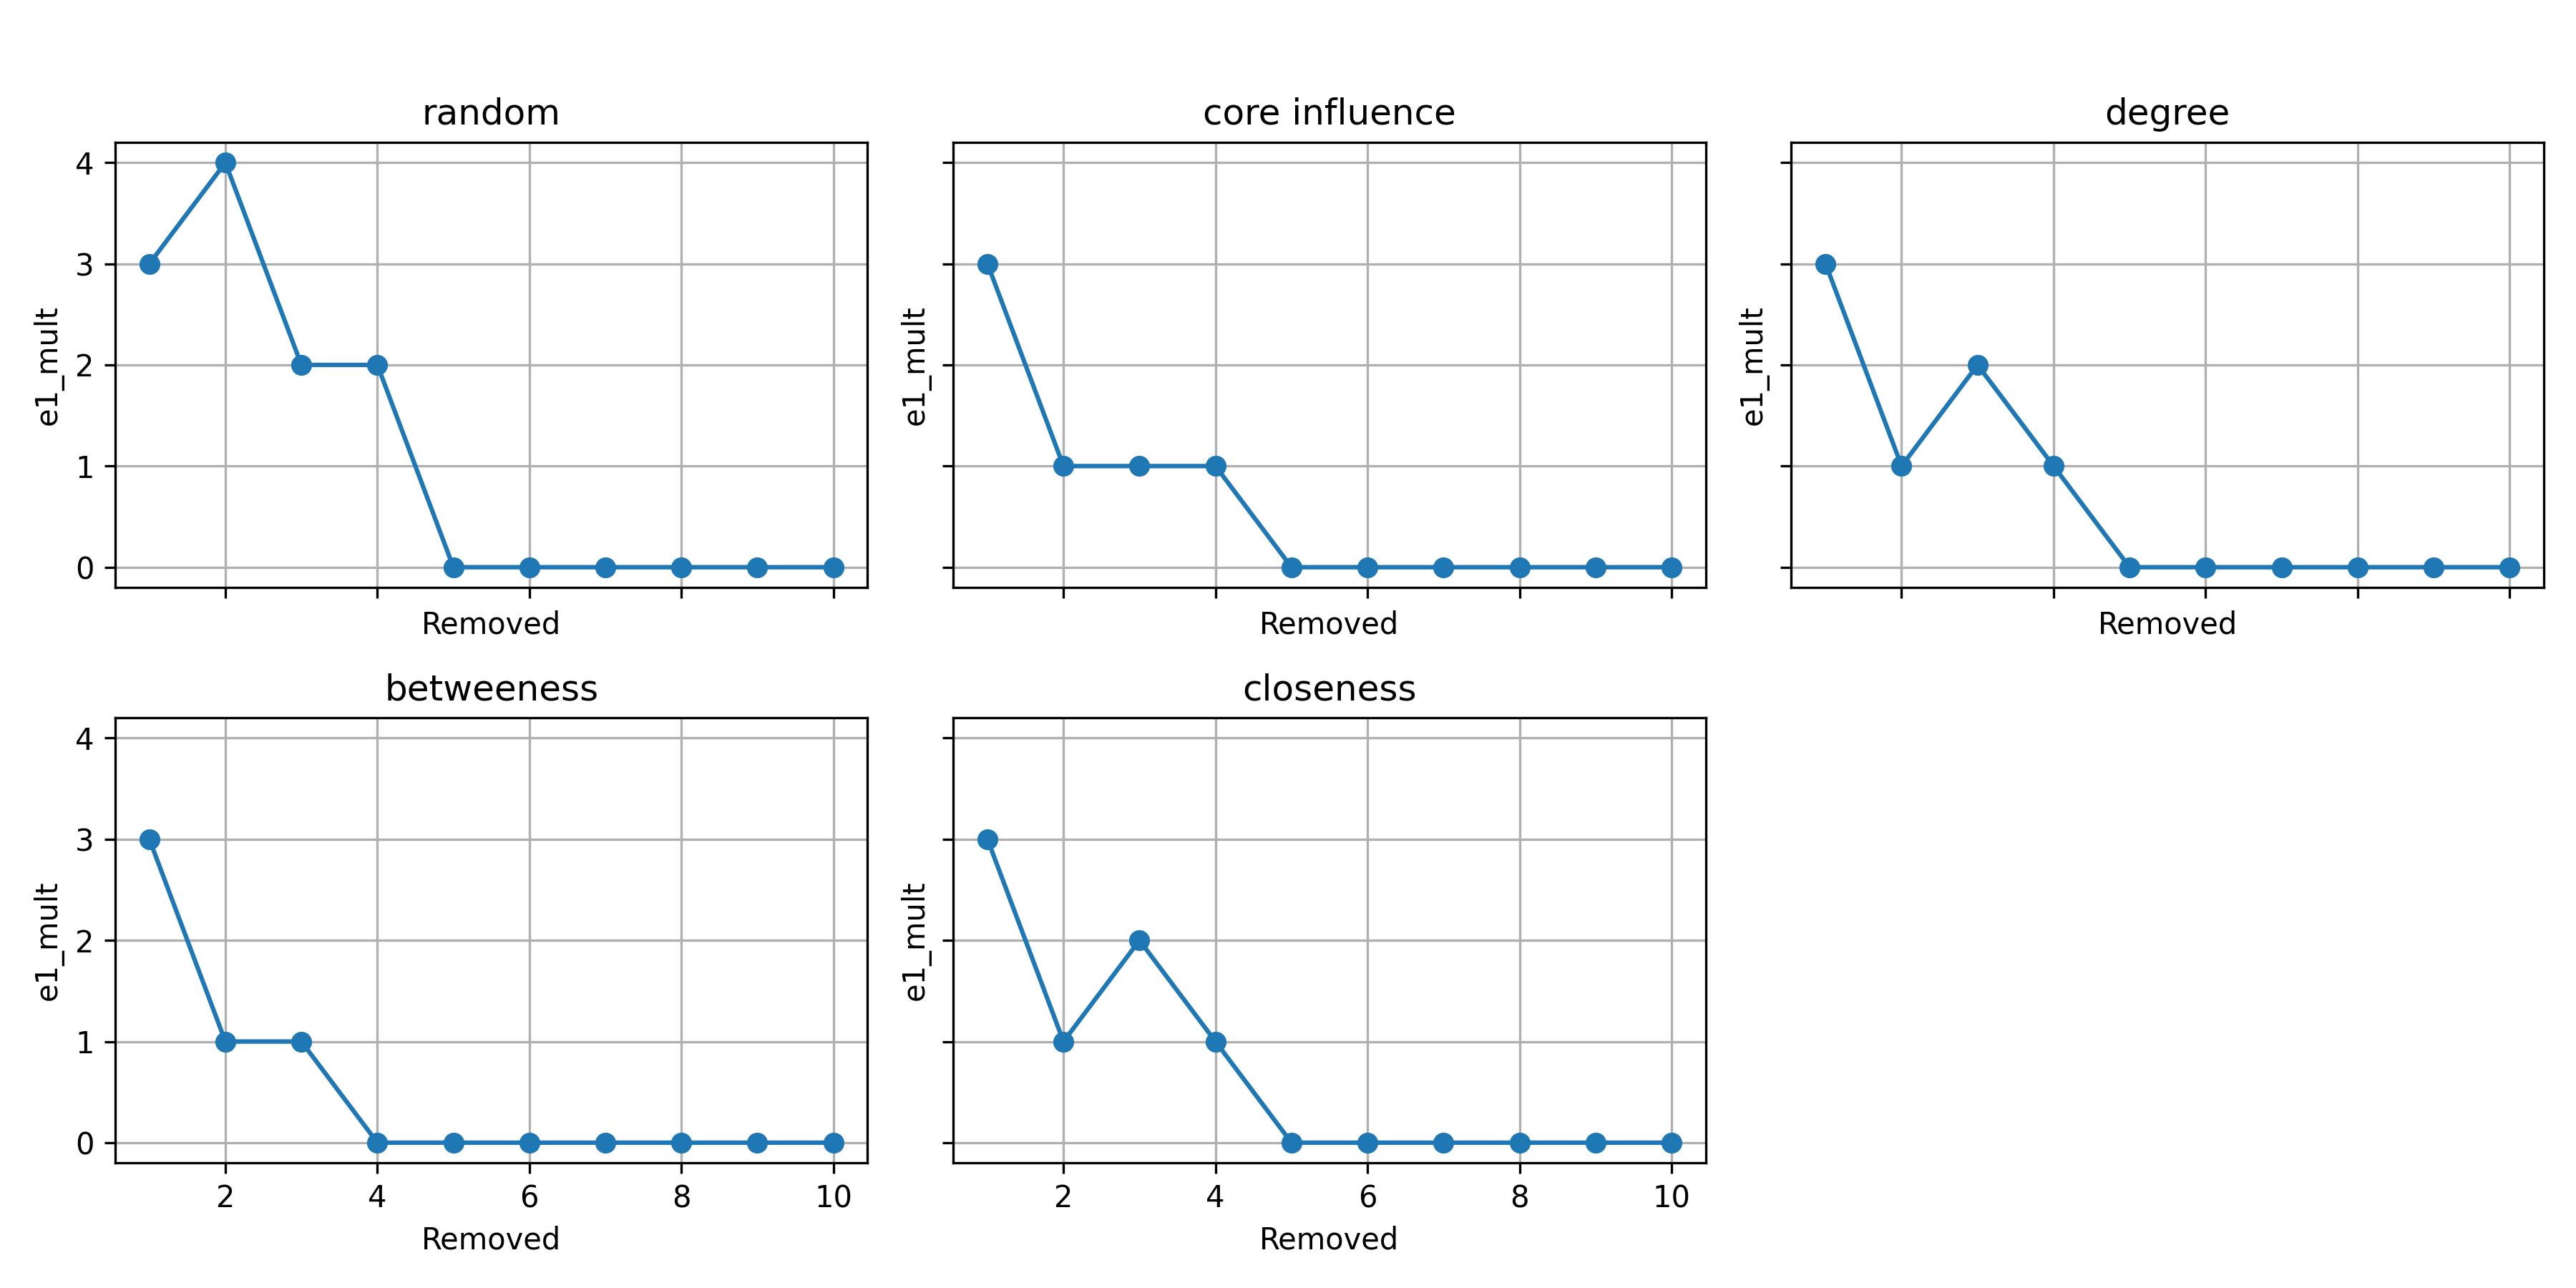 random
core influence
degree
4
3
2
1
0
e1_mult
e1_mult
e1_mult
Removed
Removed
Removed
betweeness
closeness
4
3
2
1
0
e1_mult
e1_mult
2 4 6 8 10
2 4 6 8 10
Removed
Removed